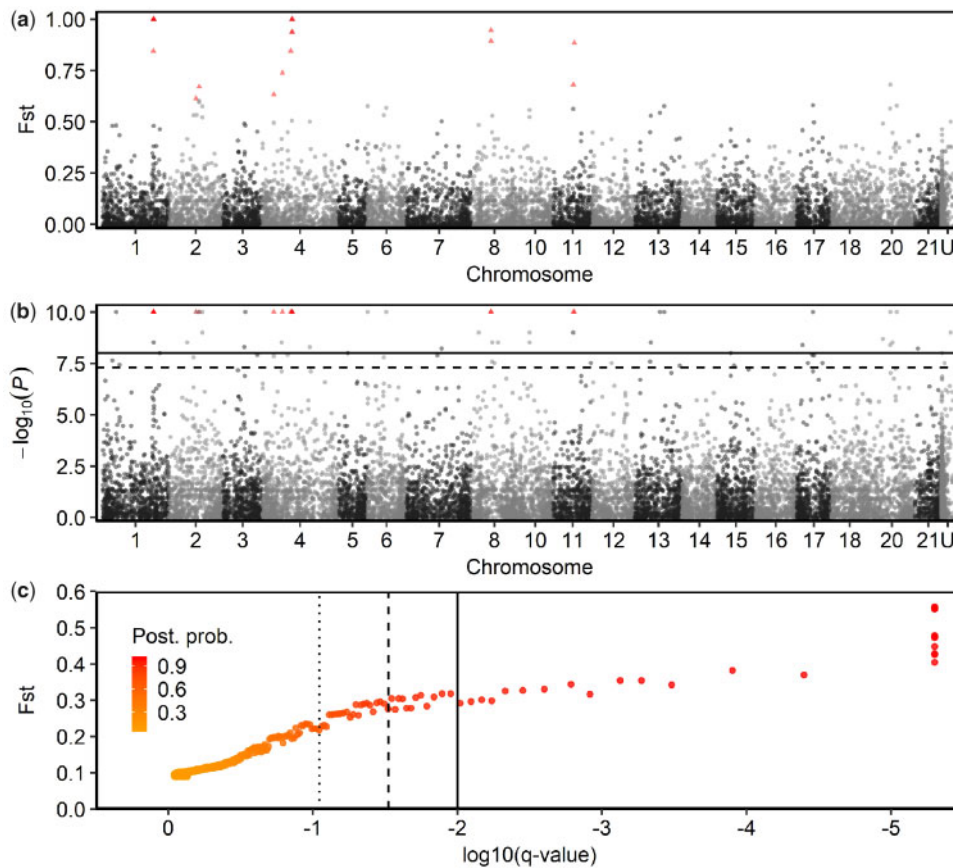 (a)
1.00
0.75
0.50
0.25
0.00
Fst
1 2 3 4 5 6 7 8 10 11 12 13 14 15 16 17 18 20 21U
Chromosome
(b)
10.0
7.5
5.0
2.5
0.0
−log10(P)
1 2 3 4 5 6 7 8 10 11 12 13 14 15 16 17 18 20 21U
Chromosome
(c)
0.6
0.5
0.4
0.3
0.2
0.1
0.0
Fst
Post. prob.
0.9
0.6
0.3
0 -1 -2 -3 -4 -5
log10(q-value)